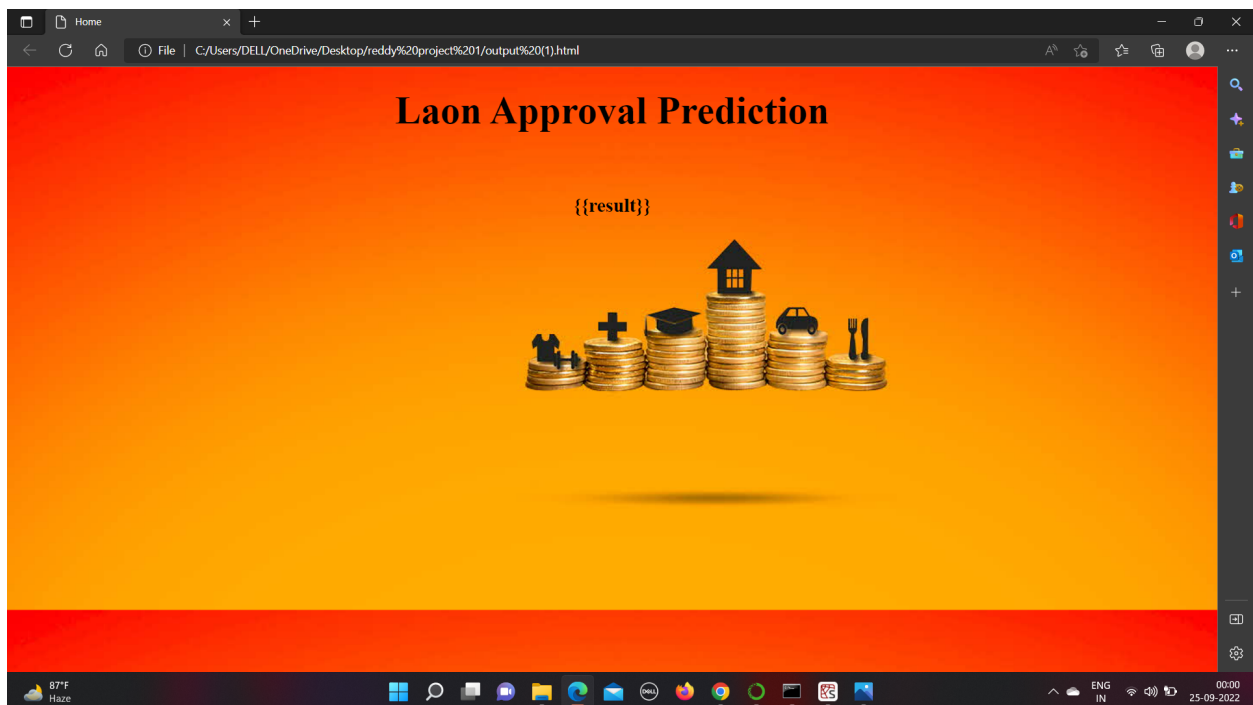 Home
File | C:/Users/DELL/OneDrive/Desktop/reddy%20project%201/output%20(1).html
Laon Approval Prediction
{{result}}
87°F
Haze
DELL
ENG
IN
00:00
25-09-2022